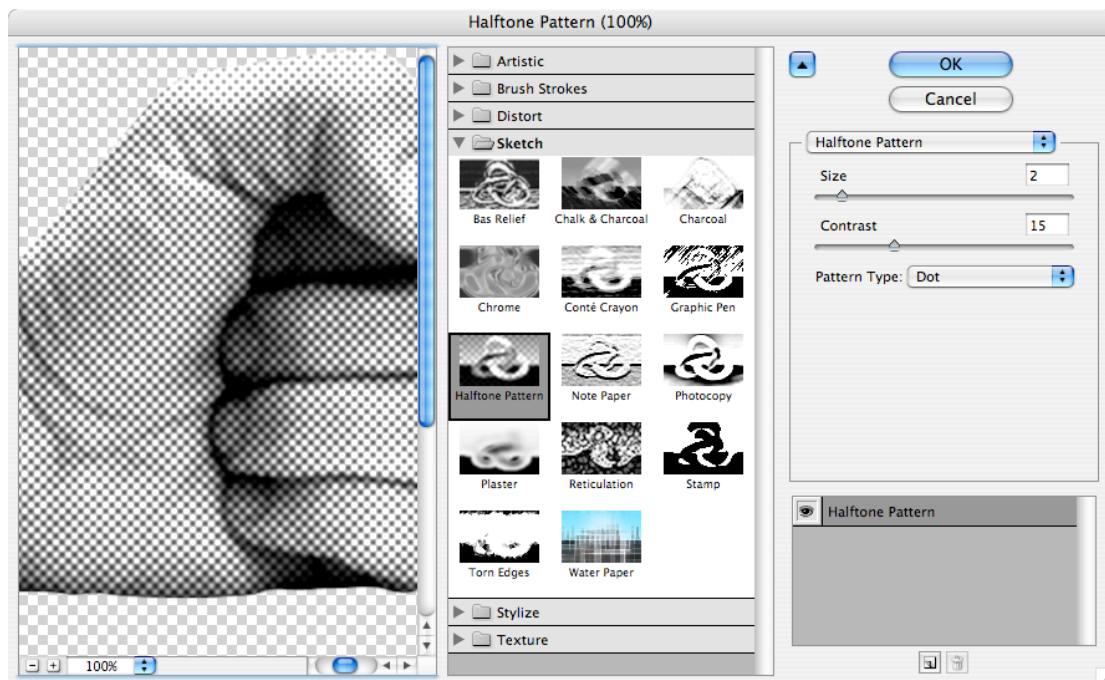 Halftone Pattern (100%)
Artistic
Brush Strokes
Distort
Sketch
Bas Relief
Chalk & Charcoal
Charcoal
Chrome
Conté Crayon
Graphic Pen
Halftone Pattern
Note Paper
Photocopy
Plaster
Reticulation
Stamp
Torn Edges
Water Paper
Stylize
Texture
100%
OK
Cancel
Halftone Pattern
Size 2
Contrast 15
Pattern Type: Dot
Halftone Pattern